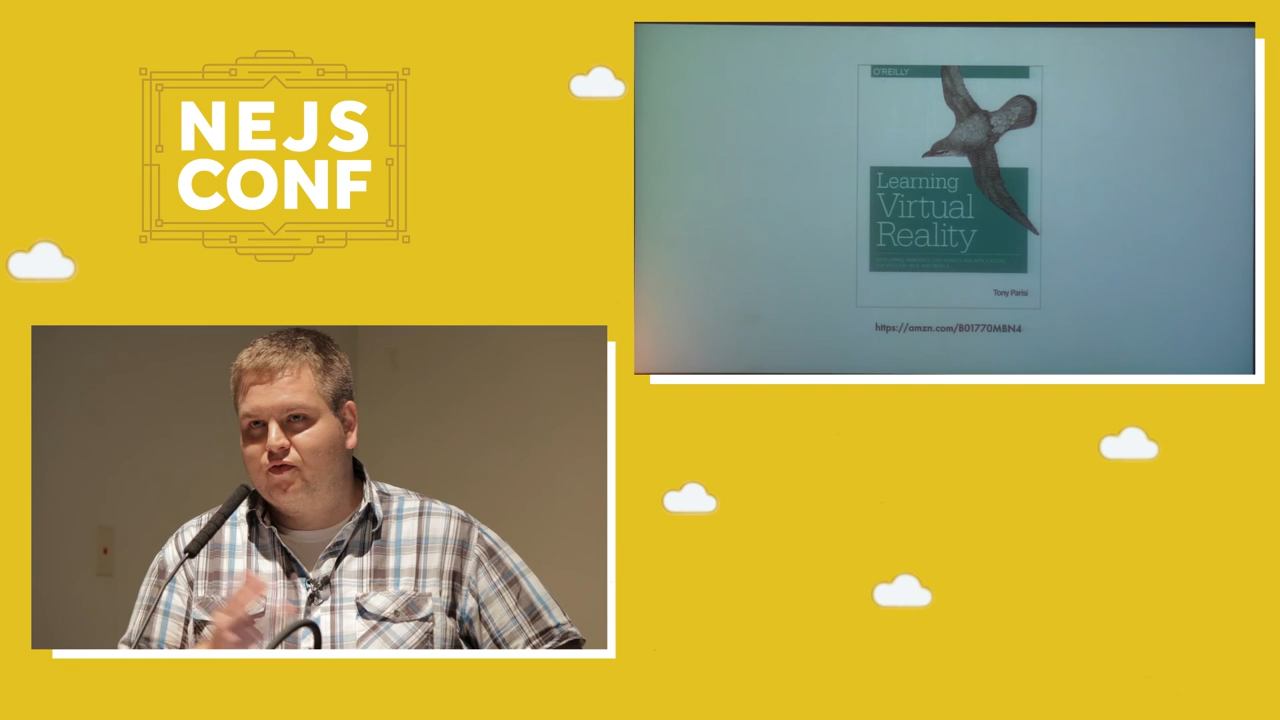 NEJS
CONF
O'REILLY
Learning
Virtual
Reality
Tony Parisi
https://amzn.com/B01770MBN4